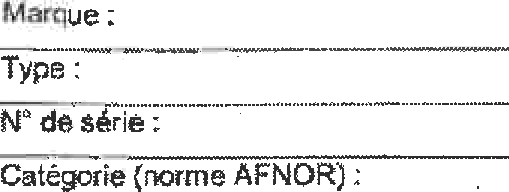 Marque :
Type :
N° de série :
Catégorie (norme AFNOR) :